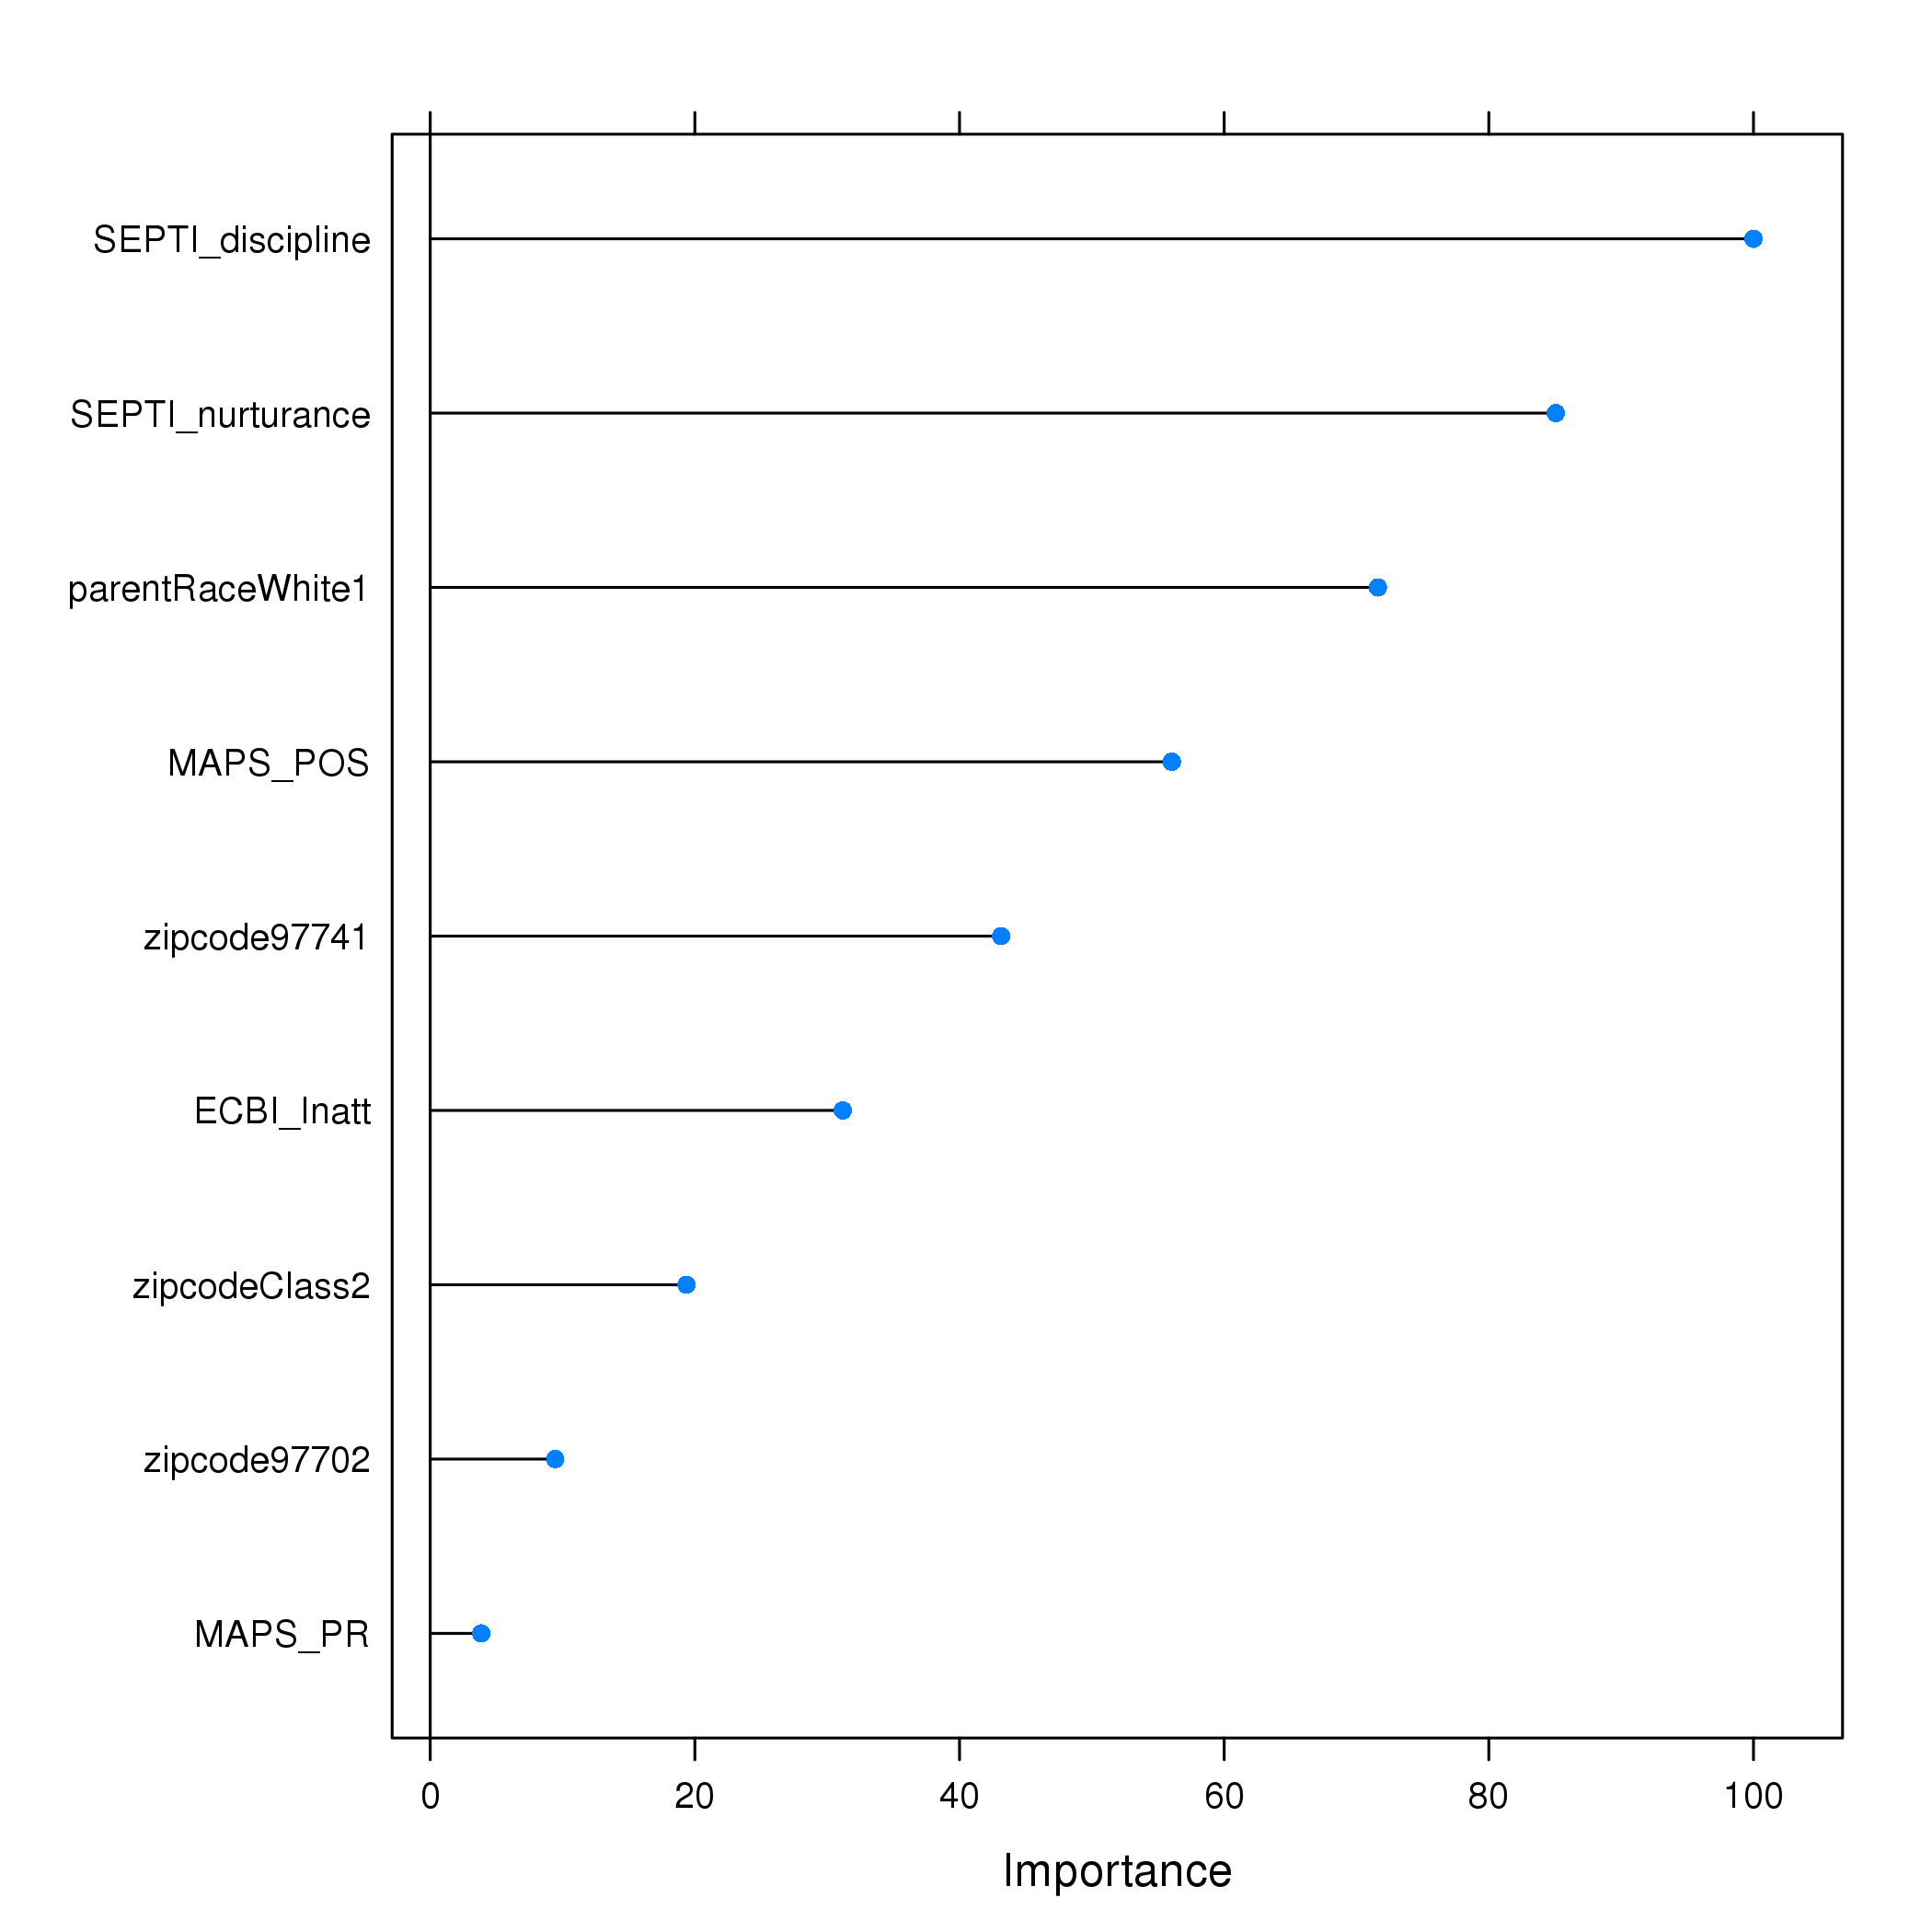 SEPTI_discipline
SEPTI_nurturance
parentRaceWhite1
MAPS_POS
zipcode97741
ECBI_Inatt
zipcodeClass2
zipcode97702
MAPS_PR
0 20 40 60 80 100
Importance